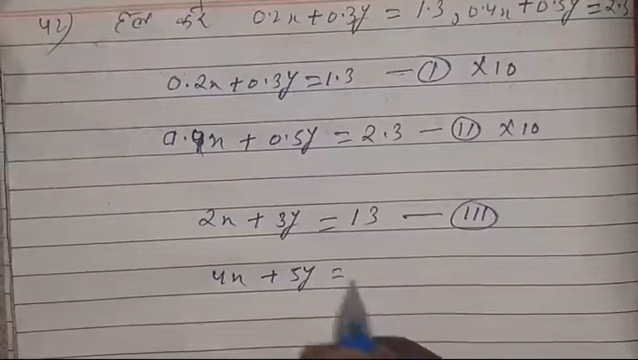 42) हल करें 0.2x + 0.3y = 1.3, 0.4x + 0.5y = 2.3
0.2x + 0.3y = 1.3 — (I) ×10
0.4x + 0.5y = 2.3 — (II) ×10
2x + 3y = 13 — (III)
4x + 5y =